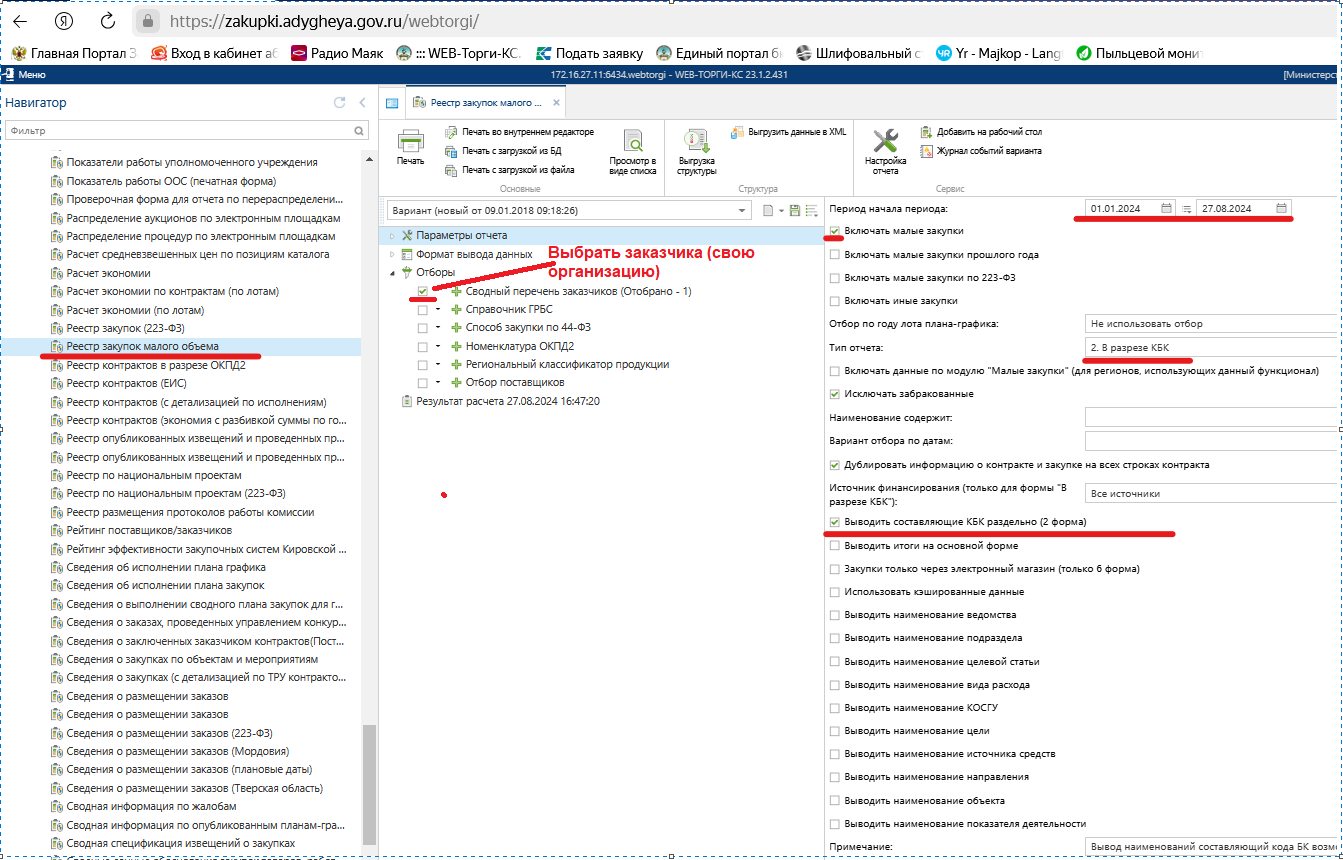 https://zakupki.adygheya.gov.ru/webtorgi/
Главная Портал З
Вход в кабинет аб
Радио Маяк
::: WEB-Торги-КС.
Подать заявку
Единый портал б
Шлифовальный с
Yr - Majkop - Lang
Пыльцевой мони
Меню
172.16.27.11:6434.webtorgi - WEB-ТОРГИ-КС 23.1.2.431
[Министерст
Навигатор
Фильтр
Показатели работы уполномоченного учреждения
Показатель работы ООС (печатная форма)
Проверочная форма для отчета по перераспределени...
Распределение аукционов по электронным площадкам
Распределение процедур по электронным площадкам
Расчет средневзвешенных цен по позициям каталога
Расчет экономии
Расчет экономии по контрактам (по лотам)
Расчет экономии (по лотам)
Реестр закупок (223-ФЗ)
Реестр закупок малого объема
Реестр контрактов в разрезе ОКПД2
Реестр контрактов (ЕИС)
Реестр контрактов (с детализацией по исполнениям)
Реестр контрактов (экономия с разбивкой суммы по го...
Реестр опубликованных извещений и проведенных пр...
Реестр опубликованных извещений и проведенных пр...
Реестр по национальным проектам
Реестр по национальным проектам (223-ФЗ)
Реестр размещения протоколов работы комиссии
Рейтинг поставщиков/заказчиков
Рейтинг эффективности закупочных систем Кировской ...
Сведения об исполнении плана графика
Сведения об исполнении плана закупок
Сведения о выполнении сводного плана закупок для г...
Сведения о заказах, проведенных управлением конкур...
Сведения о заключенных заказчиком контрактов(Пост...
Сведения о закупках по объектам и мероприятиям
Сведения о закупках (с детализацией по ТРУ контракто...
Сведения о размещении заказов
Сведения о размещении заказов
Сведения о размещении заказов (223-ФЗ)
Сведения о размещении заказов (Мордовия)
Сведения о размещении заказов (плановые даты)
Сведения о размещении заказов (Тверская область)
Сводная информация по жалобам
Сводная информация по опубликованным планам-гра...
Сводная спецификация извещений о закупках
Реестр закупок малого ...
Печать
Печать во внутреннем редакторе
Печать с загрузкой из БД
Печать с загрузкой из файла
Просмотр в
виде списка
Основные
Выгрузка
структуры
Выгрузить данные в XML
Структура
Настройка
отчета
Добавить на рабочий стол
Журнал событий варианта
Сервис
Вариант (новый от 09.01.2018 09:18:26)
Параметры отчета
Формат вывода данных
Отборы
Выбрать заказчика (свою
организацию)
Сводный перечень заказчиков (Отобрано - 1)
Справочник ГРБС
Способ закупки по 44-ФЗ
Номенклатура ОКПД2
Региональный классификатор продукции
Отбор поставщиков
Результат расчета 27.08.2024 16:47:20
Период начала периода:
01.01.2024
27.08.2024
Включать малые закупки
Включать малые закупки прошлого года
Включать малые закупки по 223-ФЗ
Включать иные закупки
Отбор по году лота плана-графика:
Не использовать отбор
Тип отчета:
2. В разрезе КБК
Включать данные по модулю "Малые закупки" (для регионов, использующих данный функционал)
Исключать забракованные
Наименование содержит:
Вариант отбора по датам:
Дублировать информацию о контракте и закупке на всех строках контракта
Источник финансирования (только для формы "В
разрезе КБК"):
Все источники
Выводить составляющие КБК раздельно (2 форма)
Выводить итоги на основной форме
Закупки только через электронный магазин (только 6 форма)
Использовать кэшированные данные
Выводить наименование ведомства
Выводить наименование подраздела
Выводить наименование целевой статьи
Выводить наименование вида расхода
Выводить наименование КОСГУ
Выводить наименование цели
Выводить наименование источника средств
Выводить наименование направления
Выводить наименование объекта
Выводить наименование показателя деятельности
Примечание:
Вывод наименований составляющий кода БК возм